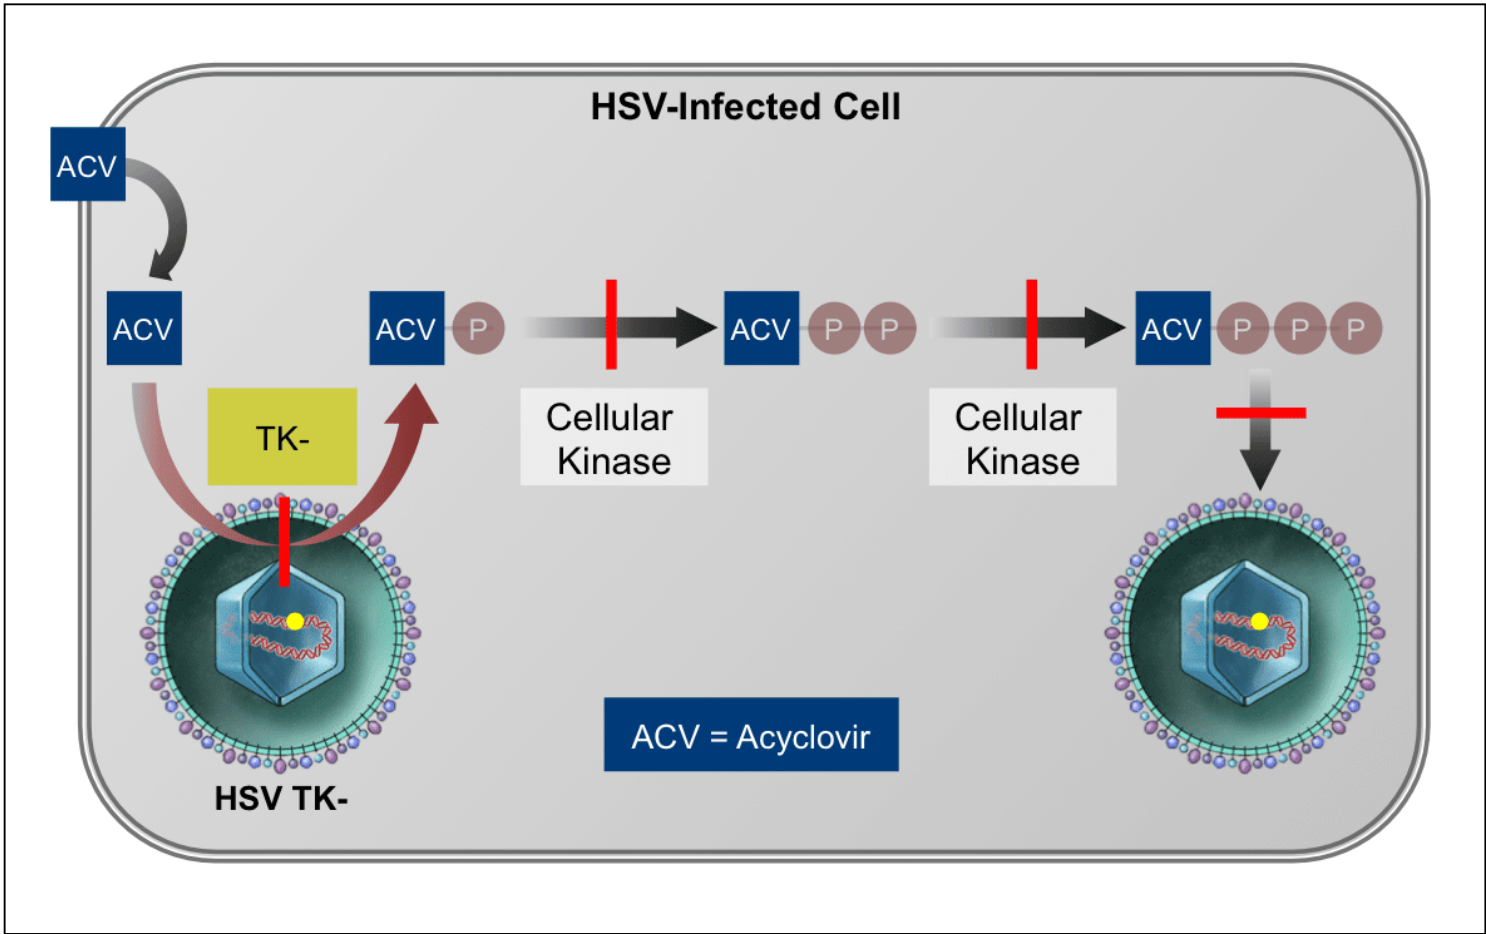 HSV-Infected Cell
ACV
ACV
ACV P
ACV P P
ACV P P P
TK-
Cellular
Kinase
Cellular
Kinase
ACV = Acyclovir
HSV TK-